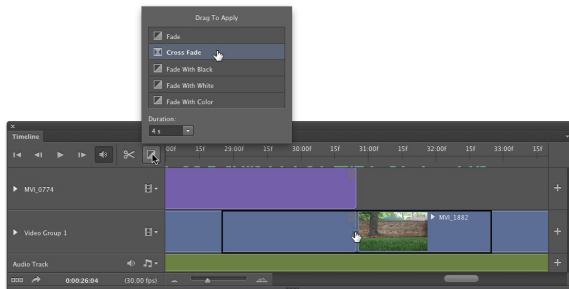 Drag To Apply
Fade
Cross Fade
Fade With Black
Fade With White
Fade With Color
Duration:
4 s
Timeline
00F 15f 29:00f 15f 30:00f 15f 31:00f 15f 32:00f 15f 33:00f 15f
MVI_0774
Video Group 1
MVI_1882
Audio Track
0:00:26:04 (30.00 fps)